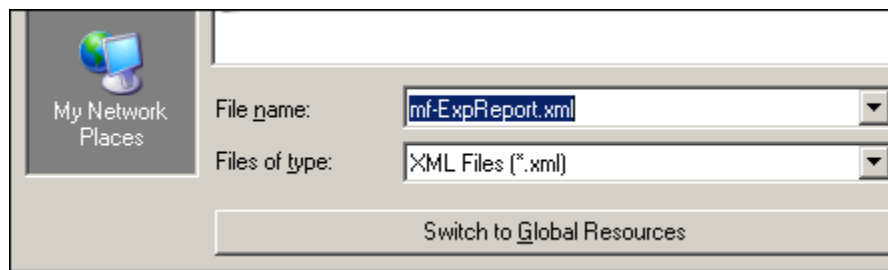 My Network
Places
File name:
mf-ExpReport.xml
Files of type:
XML Files (*.xml)
Switch to Global Resources